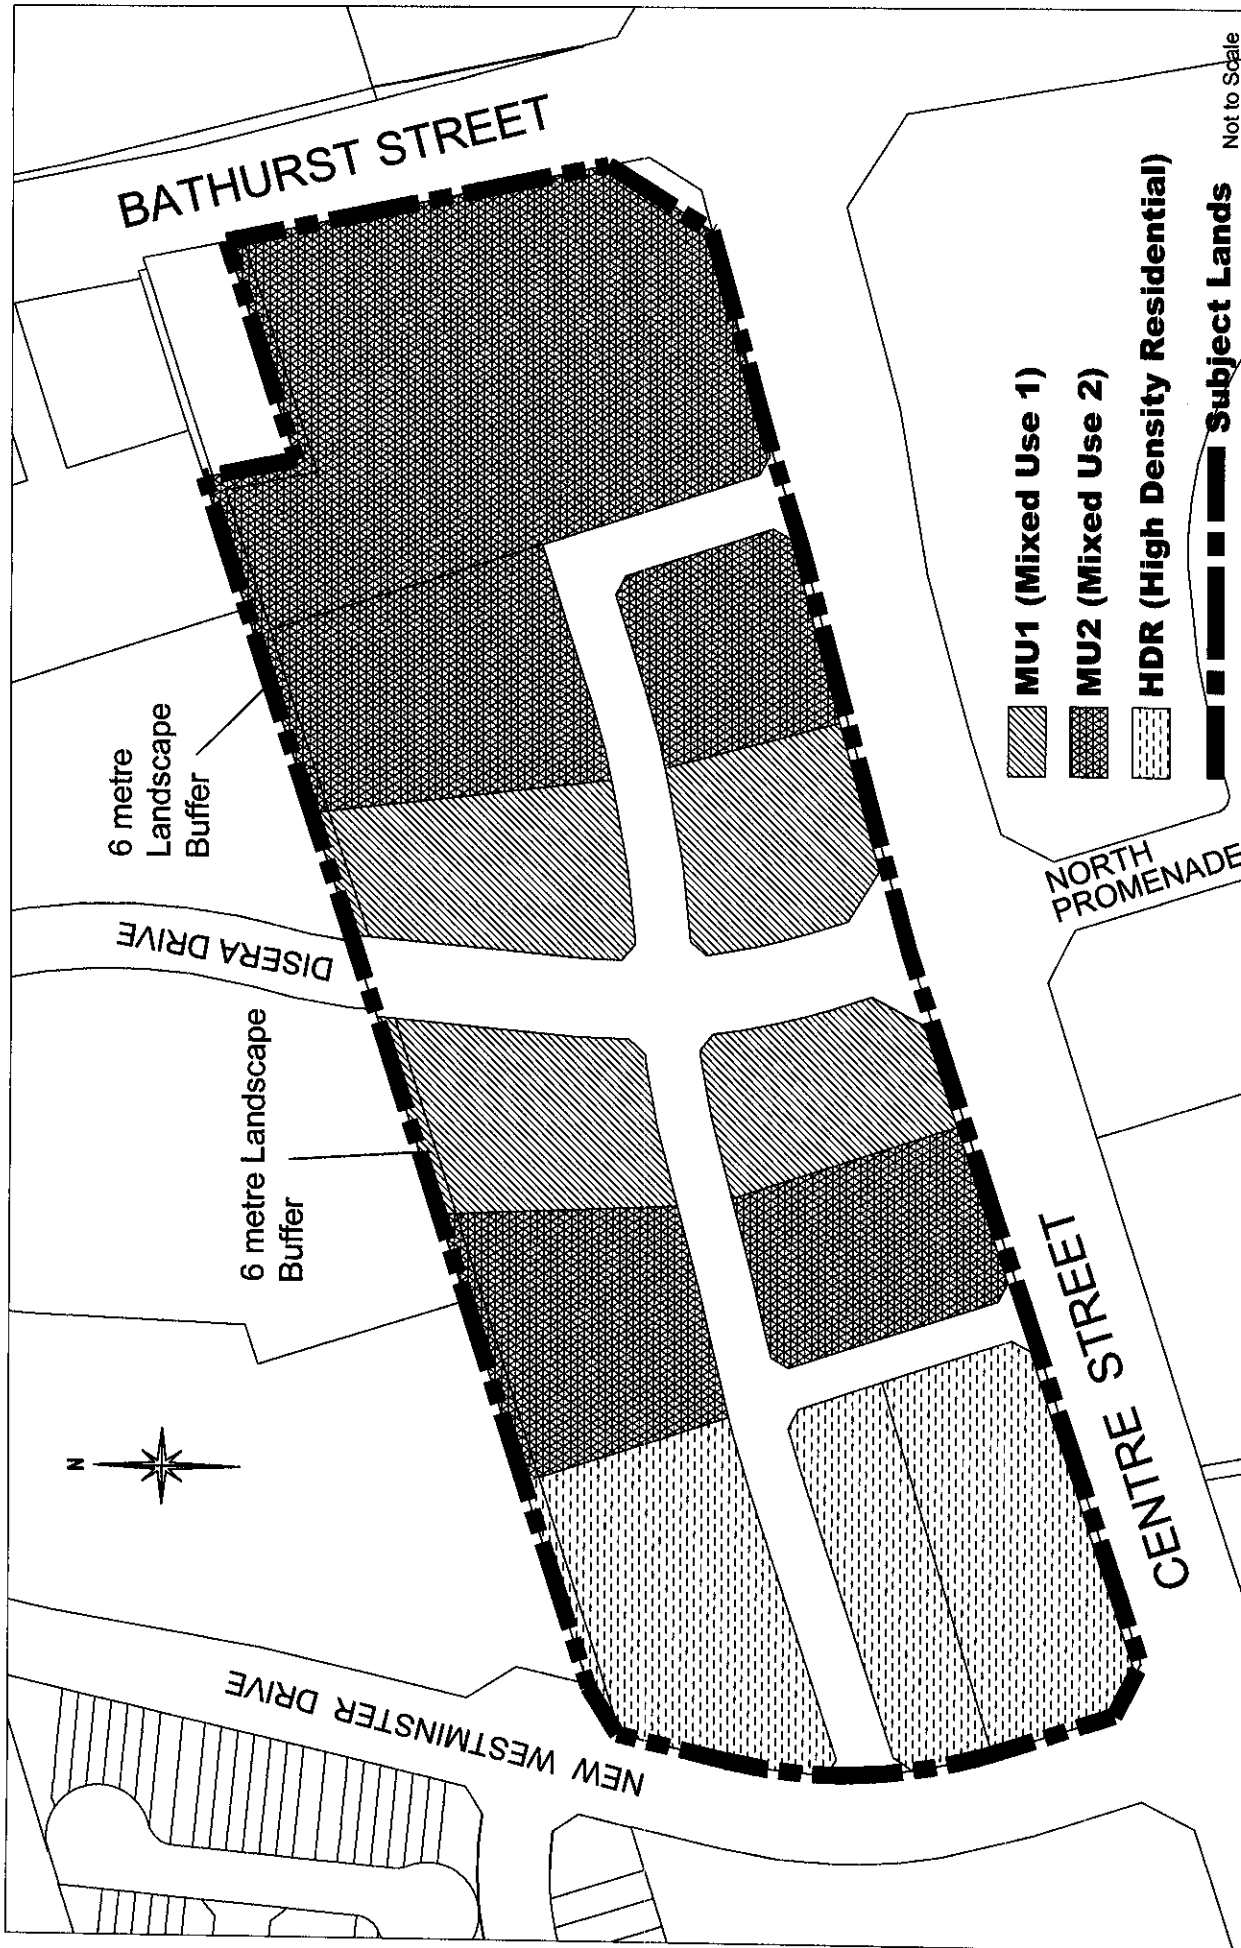 N
NEW WESTMINSTER DRIVE
6 metre Landscape
Buffer
DISERA DRIVE
6 metre
Landscape
Buffer
BATHURST STREET
CENTRE STREET
NORTH
PROMENADE
MU1 (Mixed Use 1)
MU2 (Mixed Use 2)
HDR (High Density Residential)
Subject Lands
Not to Scale